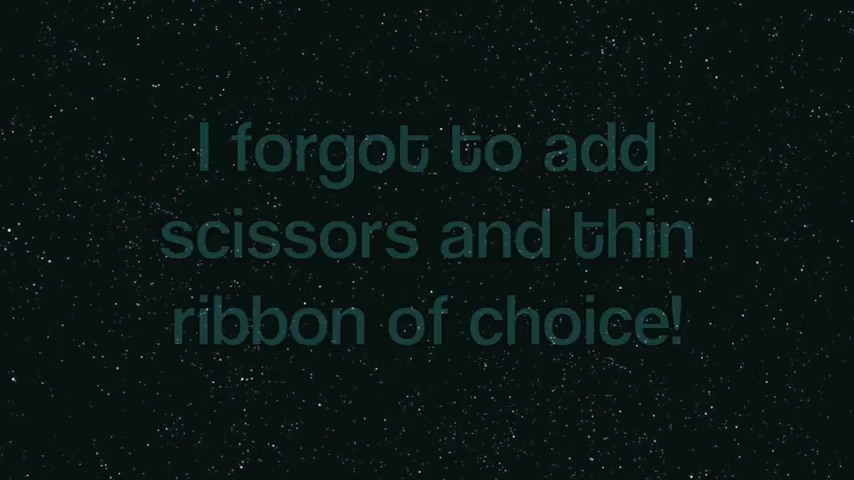 I forgot to add
scissors and thin
ribbon of choice!